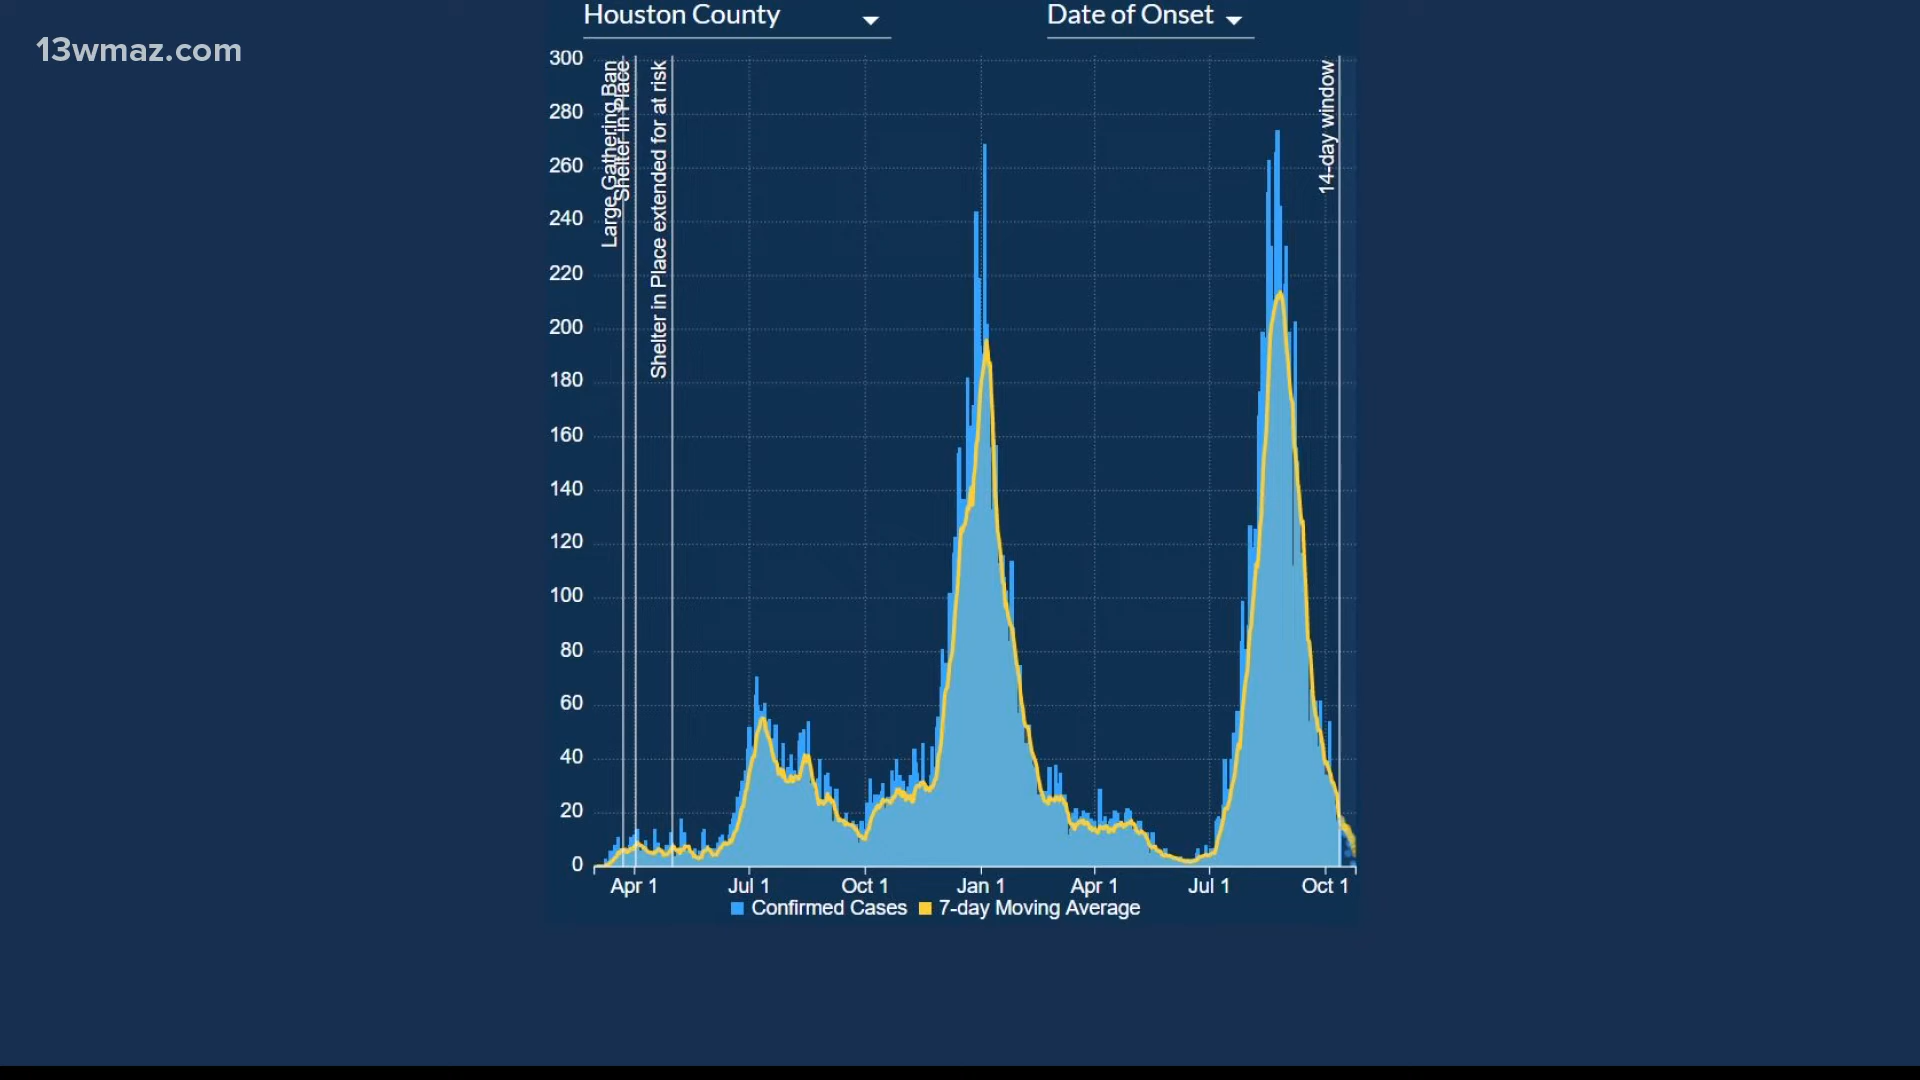 Houston County
Date of Onset
13wmaz.com
300
280
260
240
220
200
180
160
140
120
100
80
60
40
20
0
Large Gathering Ban
Shelter in Place
Shelter in Place extended for at risk
14-day window
Apr 1 Jul 1 Oct 1 Jan 1 Apr 1 Jul 1 Oct 1
Confirmed Cases 7-day Moving Average